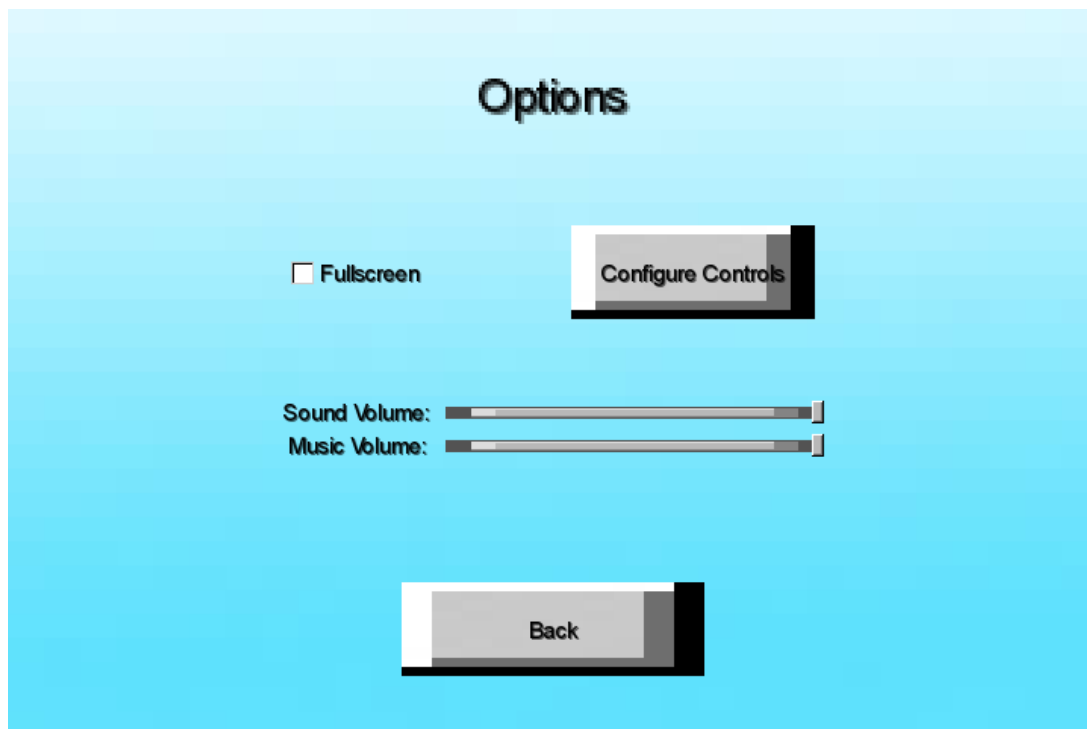 Options
Fullscreen
Configure Controls
Sound Volume:
Music Volume:
Back